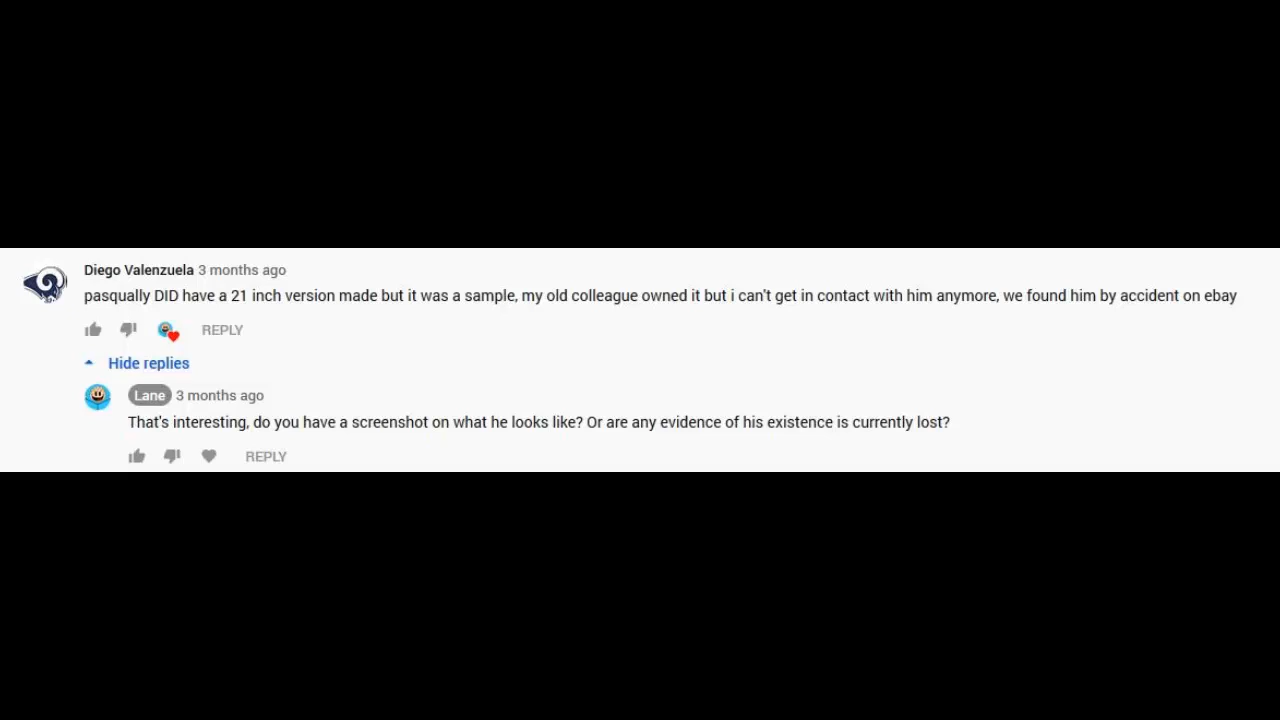 Diego Valenzuela 3 months ago
pasqually DID have a 21 inch version made but it was a sample, my old colleague owned it but i can't get in contact with him anymore, we found him by accident on ebay
REPLY
Hide replies
Lane 3 months ago
That's interesting, do you have a screenshot on what he looks like? Or are any evidence of his existence is currently lost?
REPLY